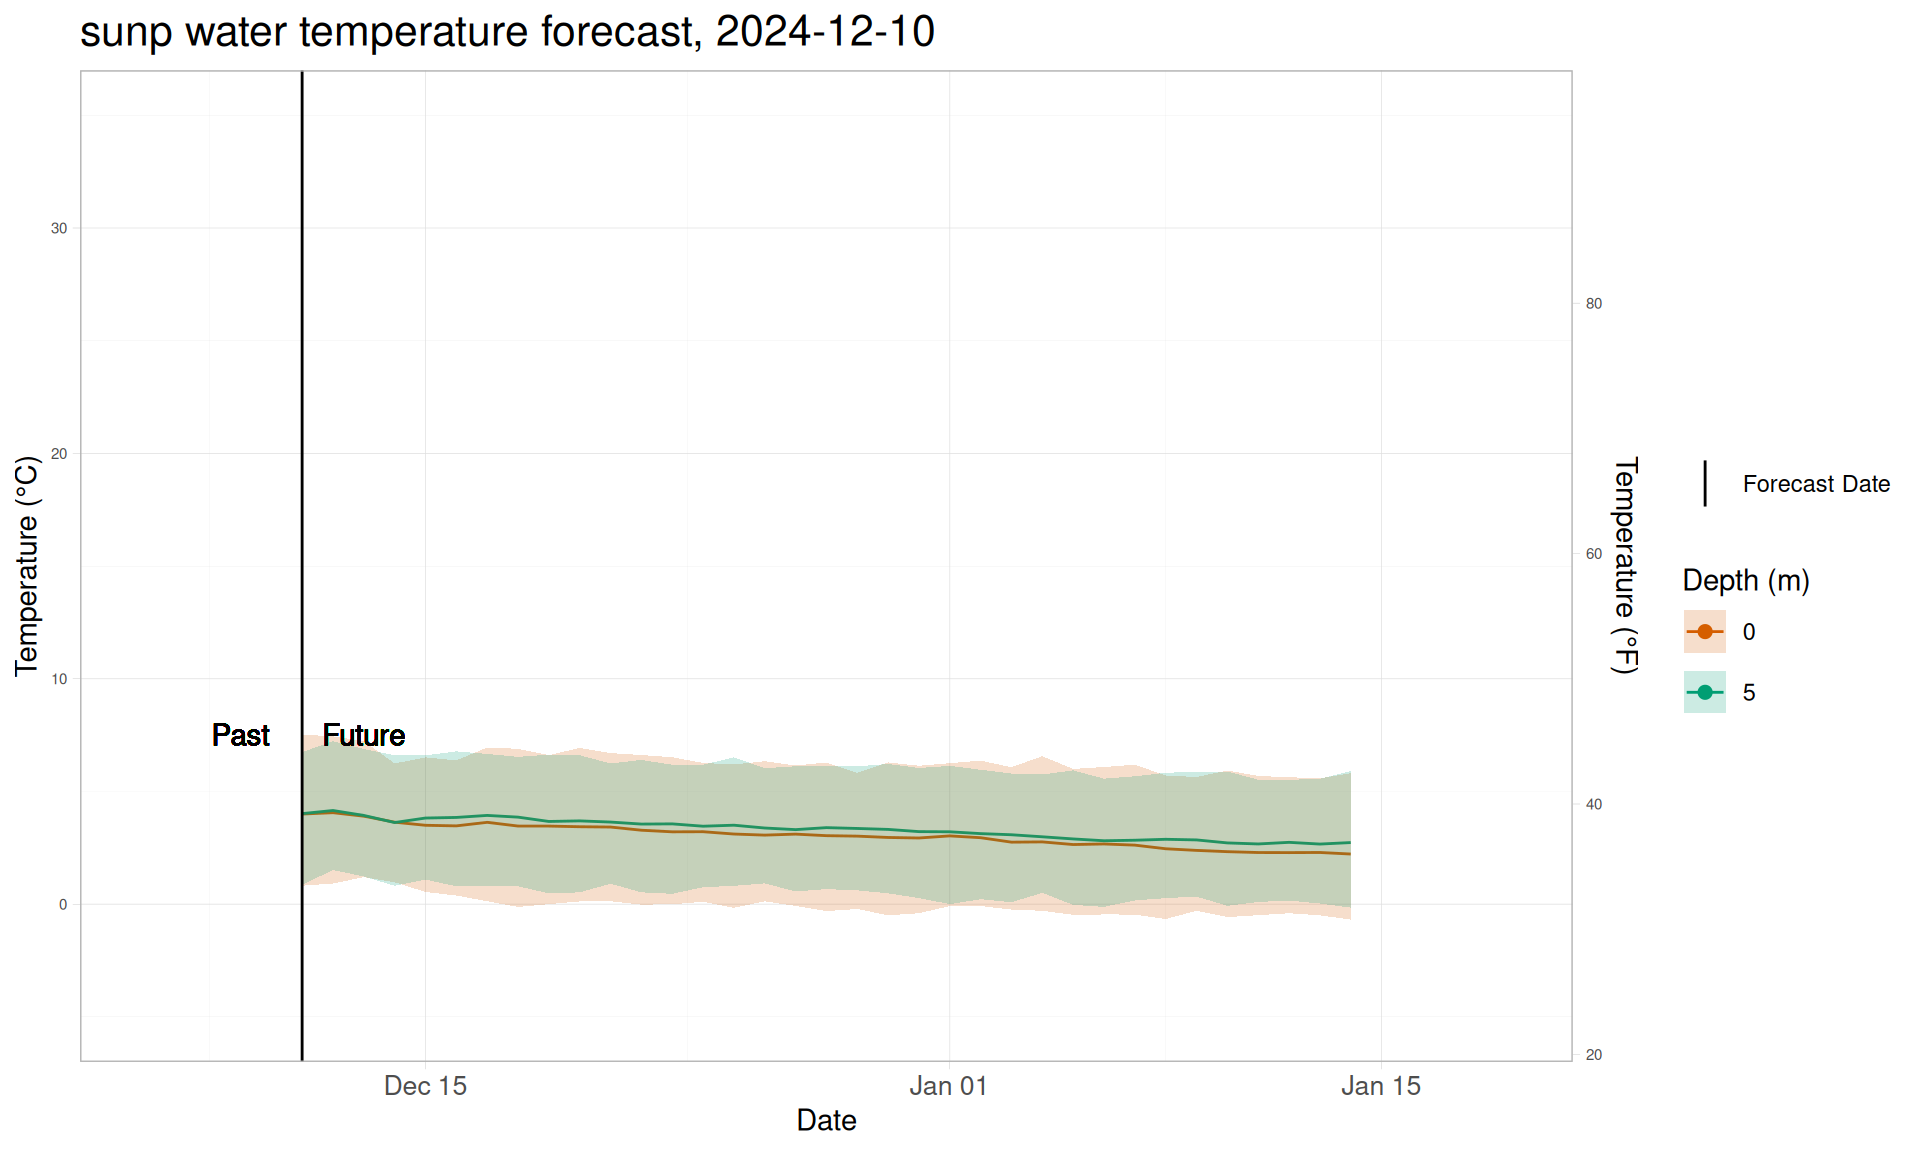 sunp water temperature forecast, 2024-12-10
Temperature (°C)
30
20
10
0
Past
Future
80
60
40
20
Temperature (°F)
Dec 15
Jan 01
Jan 15
Date
Forecast Date
Depth (m)
0
5